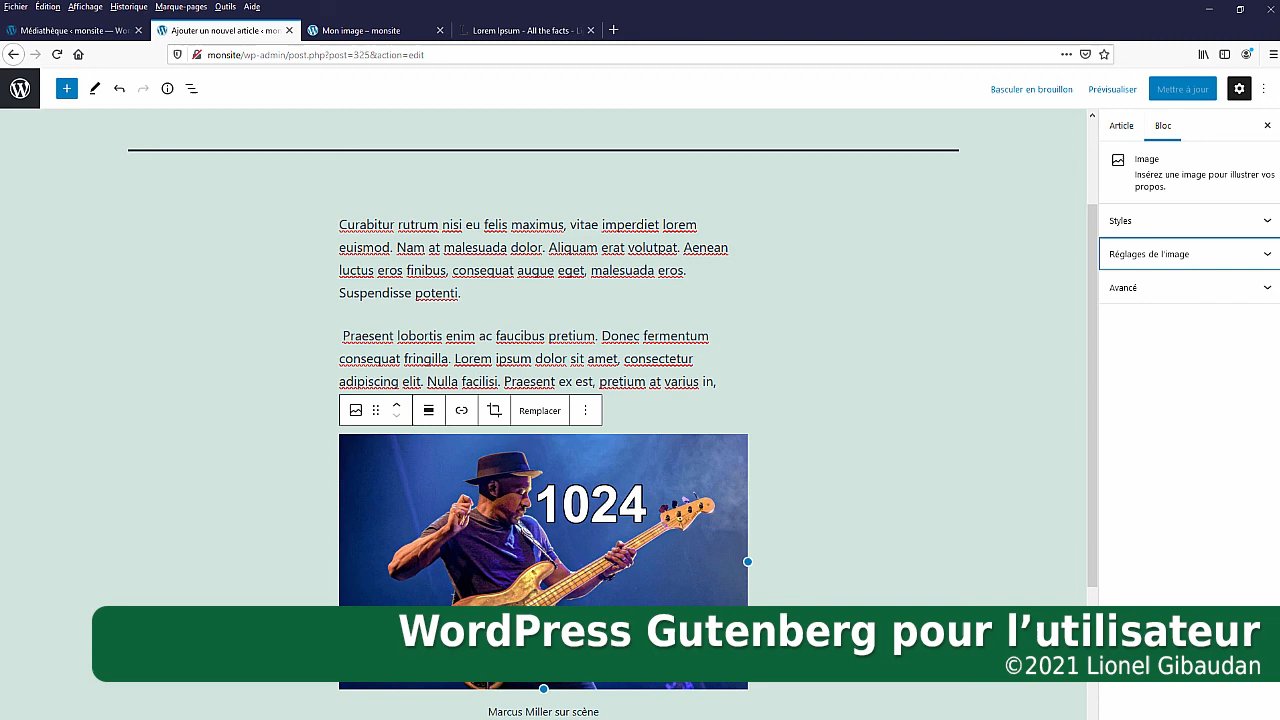 Fichier Édition Affichage Historique Marque-pages Outils Aide
Médiathèque ‹ monsite — Wor
Ajouter un nouvel article ‹ mon
Mon image – monsite
Lorem Ipsum - All the facts - Li
monsite/wp-admin/post.php?post=325&action=edit
Basculer en brouillon Prévisualiser Mettre à jour
Article Bloc
Image
Insérez une image pour illustrer vos
propos.
Styles
Réglages de l'image
Avancé
Curabitur rutrum nisi eu felis maximus, vitae imperdiet lorem
euismod. Nam at malesuada dolor. Aliquam erat volutpat. Aenean
luctus eros finibus, consequat augue eget, malesuada eros.
Suspendisse potenti.
Praesent lobortis enim ac faucibus pretium. Donec fermentum
consequat fringilla. Lorem ipsum dolor sit amet, consectetur
adipiscing elit. Nulla facilisi. Praesent ex est, pretium at varius in,
Remplacer
1024
WordPress Gutenberg pour l’utilisateur
©2021 Lionel Gibaudan
Marcus Miller sur scène